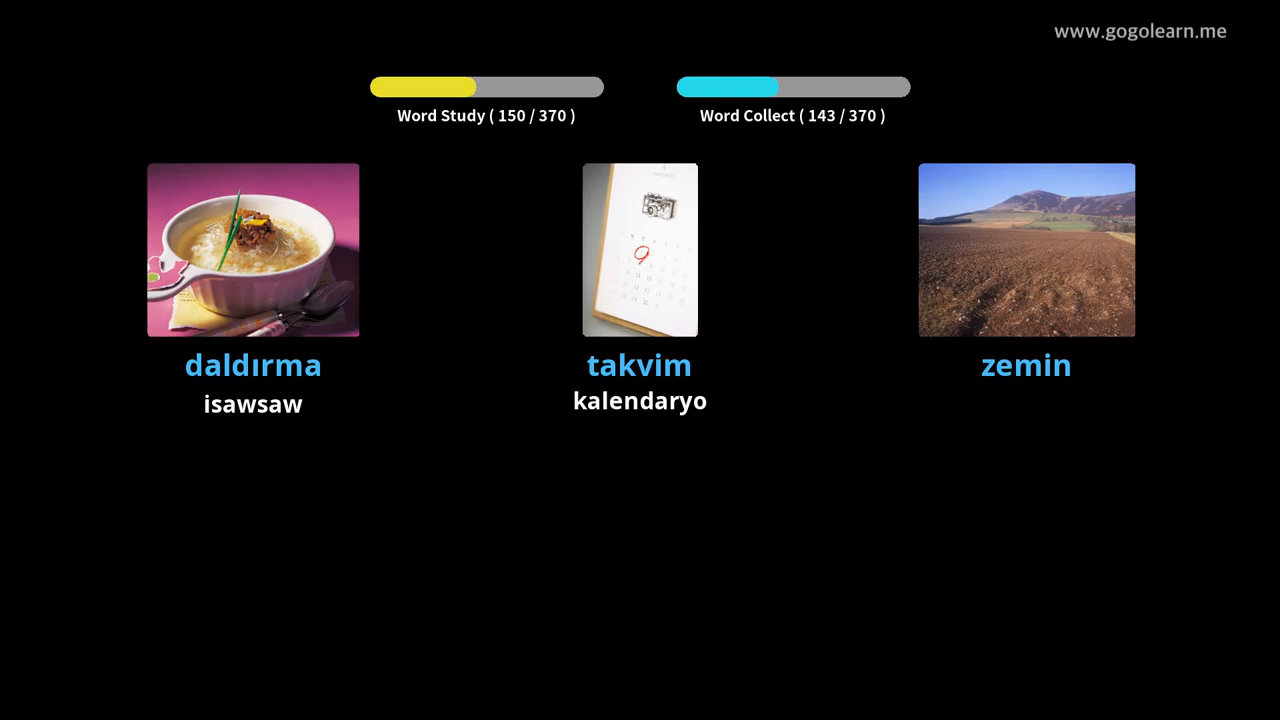 www.gogolearn.me
Word Study ( 150 / 370 )
Word Collect ( 143 / 370 )
daldırma
takvim
zemin
isawsaw
kalendaryo